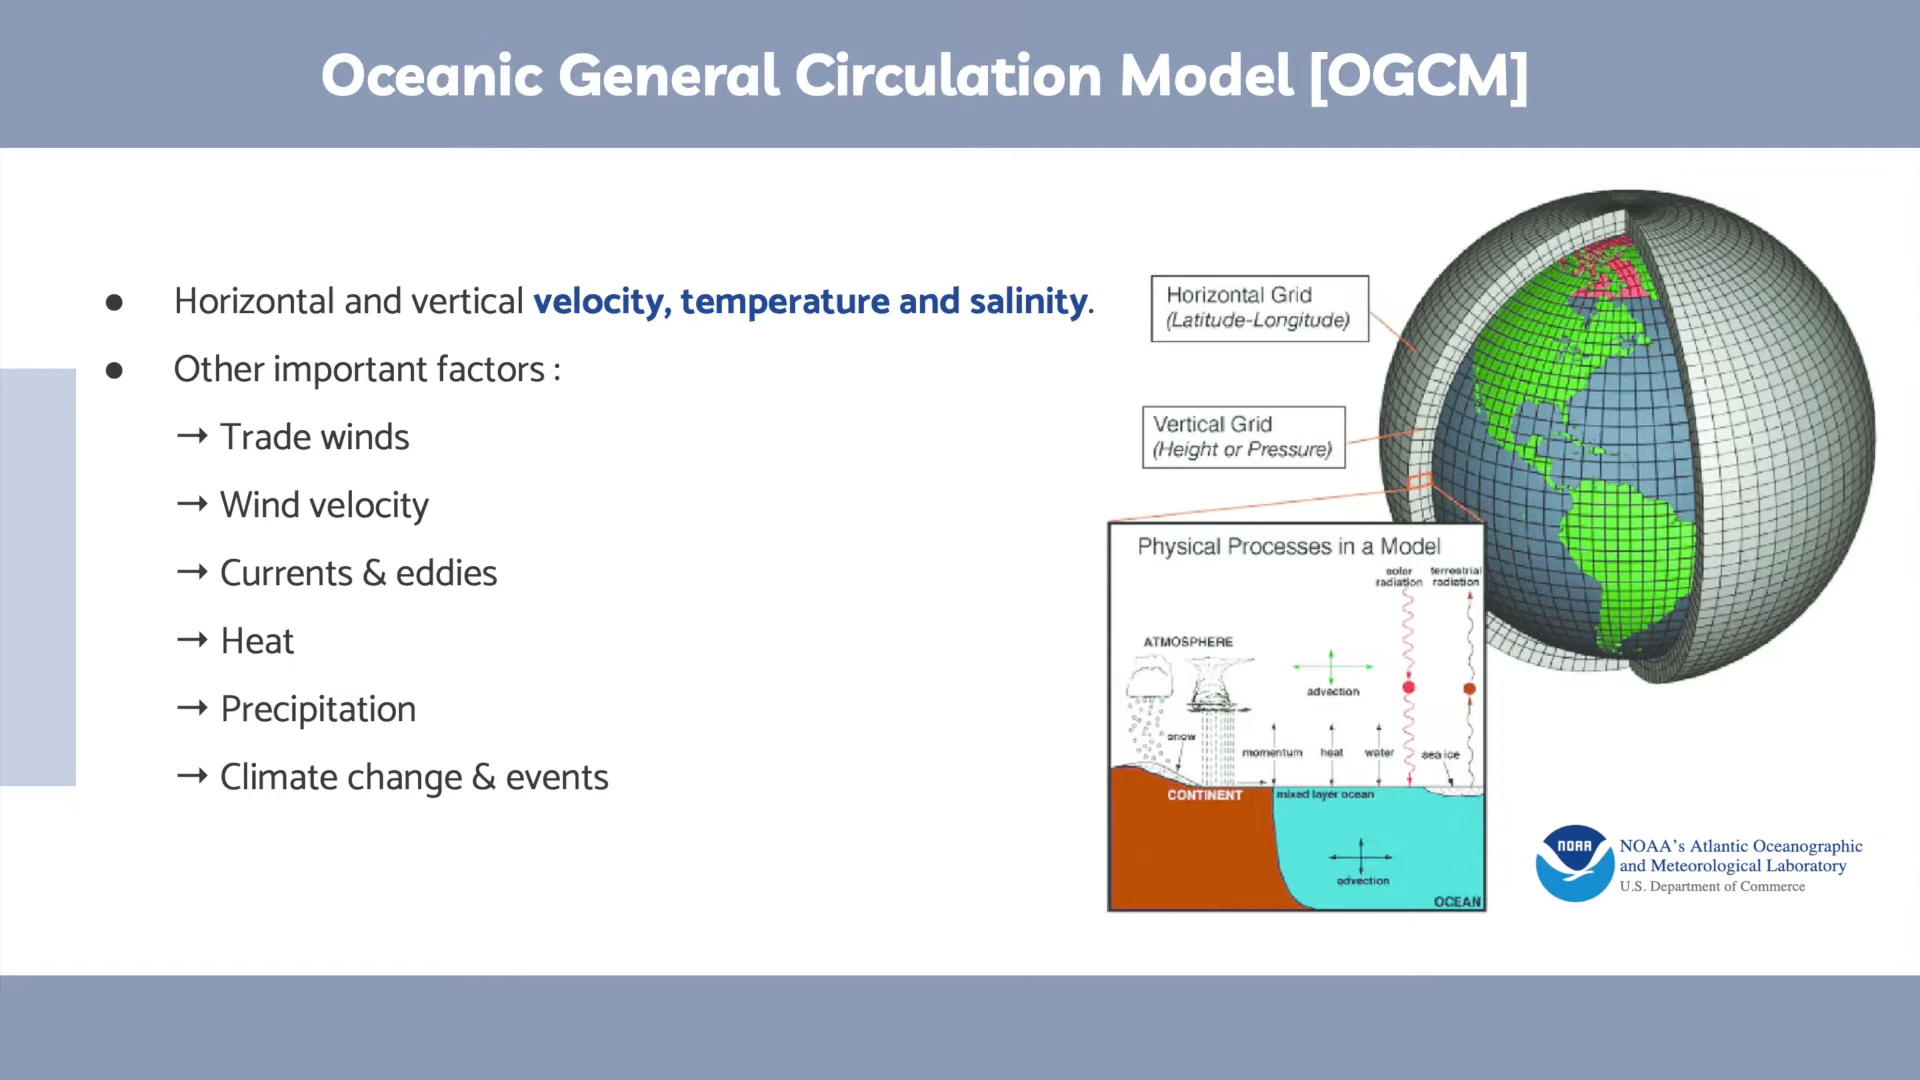 Oceanic General Circulation Model [OGCM]
● Horizontal and vertical velocity, temperature and salinity.
● Other important factors :
→ Trade winds
→ Wind velocity
→ Currents & eddies
→ Heat
→ Precipitation
→ Climate change & events
Horizontal Grid
(Latitude-Longitude)
Vertical Grid
(Height or Pressure)
Physical Processes in a Model
solar radiation
terrestrial radiation
ATMOSPHERE
advection
snow
momentum
heat
water
sea ice
CONTINENT
mixed layer ocean
advection
OCEAN
NOAA
NOAA's Atlantic Oceanographic
and Meteorological Laboratory
U.S. Department of Commerce